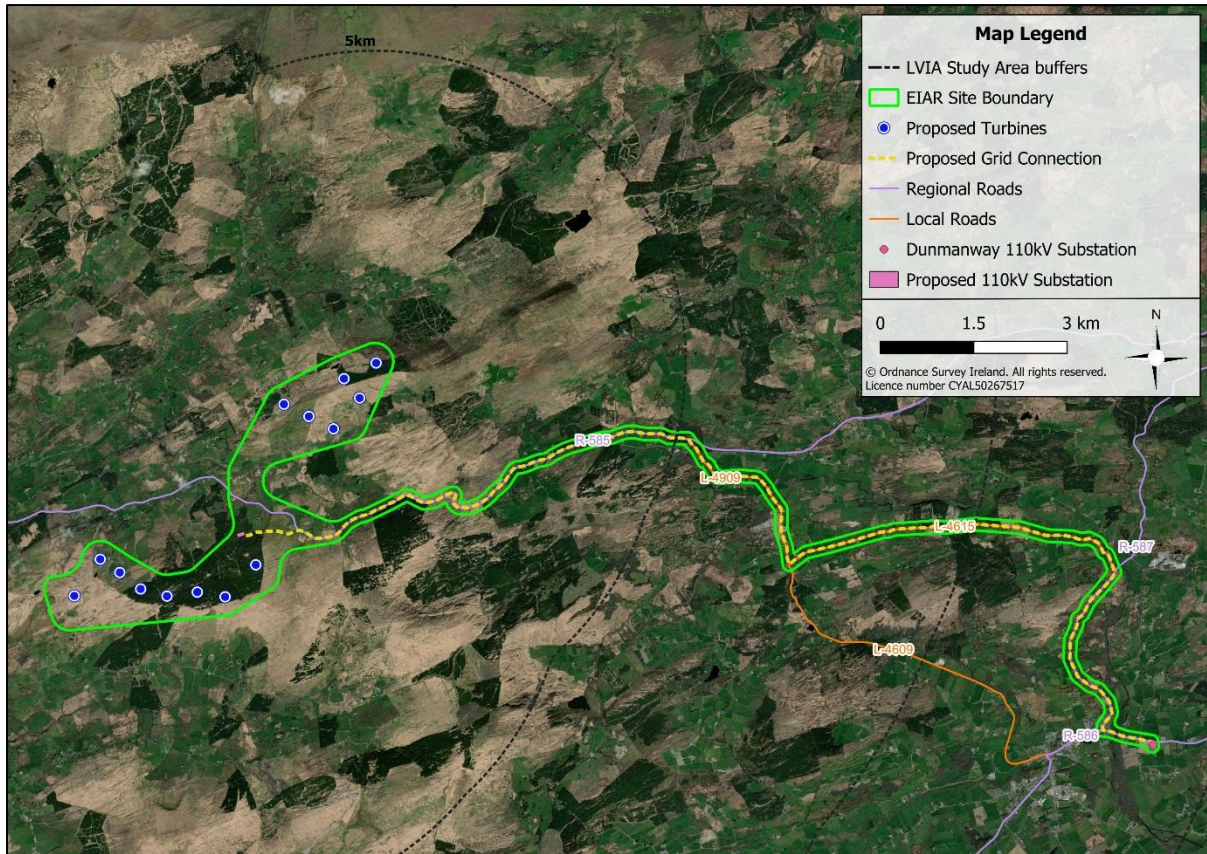 5km
Map Legend
LVIA Study Area buffers
EIAR Site Boundary
Proposed Turbines
Proposed Grid Connection
Regional Roads
Local Roads
Dunmanway 110kV Substation
Proposed 110kV Substation
0 1.5 3 km
N
© Ordnance Survey Ireland. All rights reserved.
Licence number CYAL50267517
R-585
L-4909
L-4615
R-587
L-4609
R-586